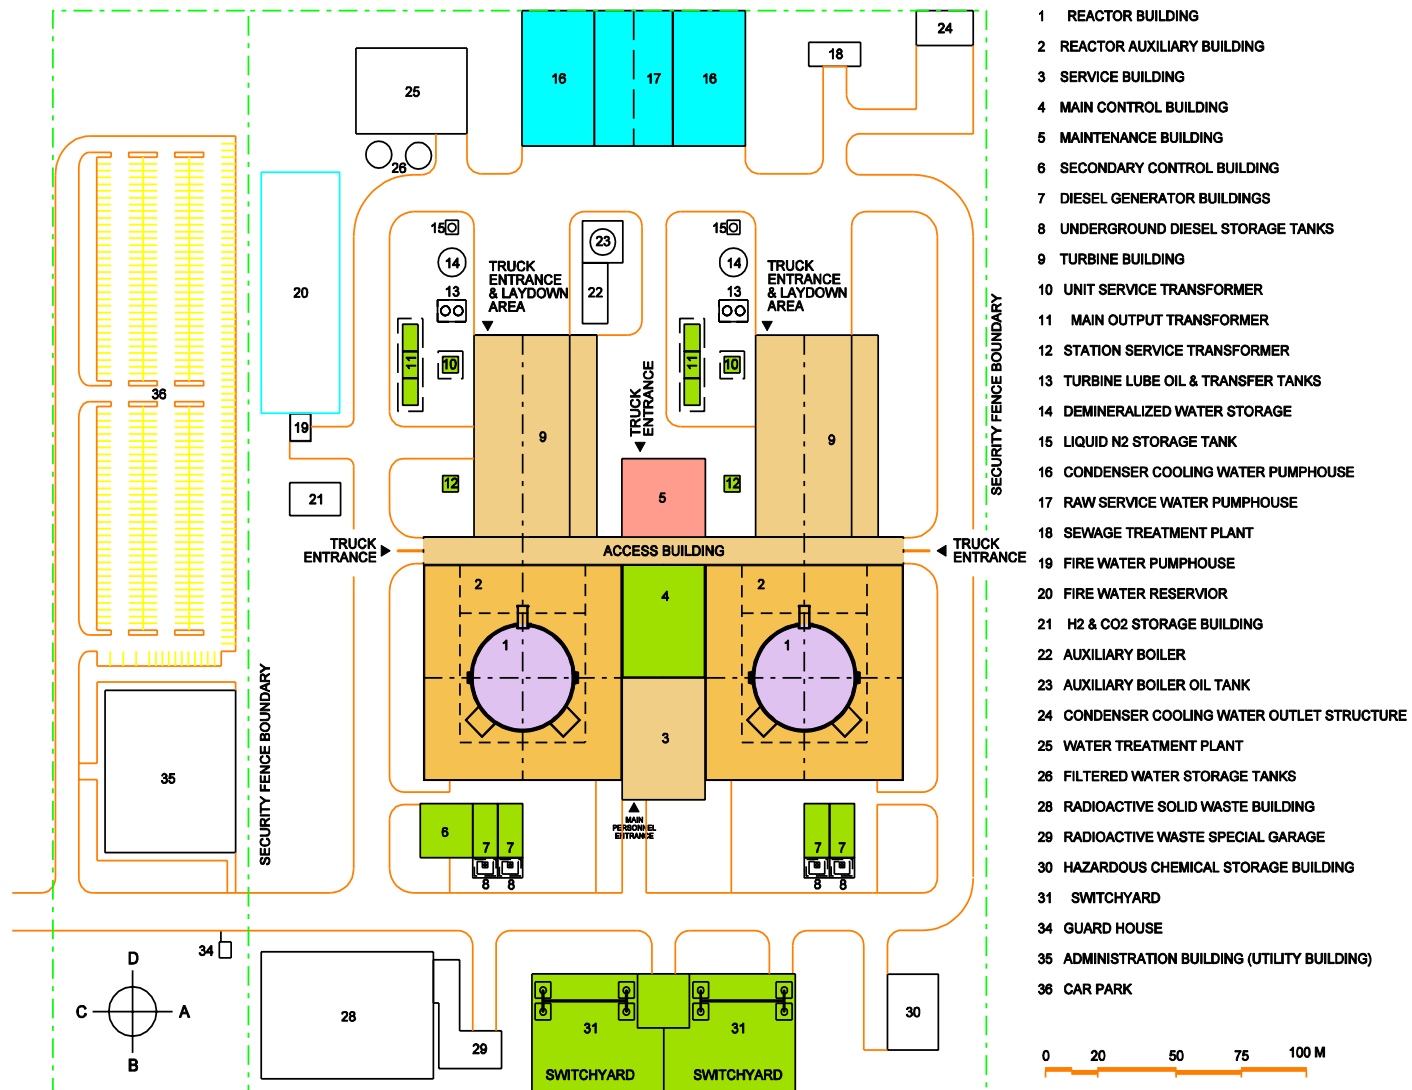 24
18
16
17
16
25
26
15
15
23
14
14
TRUCK
ENTRANCE
& LAYDOWN
AREA
TRUCK
ENTRANCE
& LAYDOWN
AREA
20
13
22
13
11
10
11
10
SECURITY FENCE BOUNDARY
36
TRUCK
ENTRANCE
19
9
9
12
5
12
21
TRUCK
ENTRANCE
ACCESS BUILDING
TRUCK
ENTRANCE
2
4
2
1
1
SECURITY FENCE BOUNDARY
3
35
MAIN
PERSONNEL
ENTRANCE
6
7
7
7
7
8
8
8
8
34
D
C
A
B
28
29
31
31
30
SWITCHYARD
SWITCHYARD
1 REACTOR BUILDING
2 REACTOR AUXILIARY BUILDING
3 SERVICE BUILDING
4 MAIN CONTROL BUILDING
5 MAINTENANCE BUILDING
6 SECONDARY CONTROL BUILDING
7 DIESEL GENERATOR BUILDINGS
8 UNDERGROUND DIESEL STORAGE TANKS
9 TURBINE BUILDING
10 UNIT SERVICE TRANSFORMER
11 MAIN OUTPUT TRANSFORMER
12 STATION SERVICE TRANSFORMER
13 TURBINE LUBE OIL & TRANSFER TANKS
14 DEMINERALIZED WATER STORAGE
15 LIQUID N2 STORAGE TANK
16 CONDENSER COOLING WATER PUMPHOUSE
17 RAW SERVICE WATER PUMPHOUSE
18 SEWAGE TREATMENT PLANT
19 FIRE WATER PUMPHOUSE
20 FIRE WATER RESERVIOR
21 H2 & CO2 STORAGE BUILDING
22 AUXILIARY BOILER
23 AUXILIARY BOILER OIL TANK
24 CONDENSER COOLING WATER OUTLET STRUCTURE
25 WATER TREATMENT PLANT
26 FILTERED WATER STORAGE TANKS
28 RADIOACTIVE SOLID WASTE BUILDING
29 RADIOACTIVE WASTE SPECIAL GARAGE
30 HAZARDOUS CHEMICAL STORAGE BUILDING
31 SWITCHYARD
34 GUARD HOUSE
35 ADMINISTRATION BUILDING (UTILITY BUILDING)
36 CAR PARK
0 20 50 75 100 M